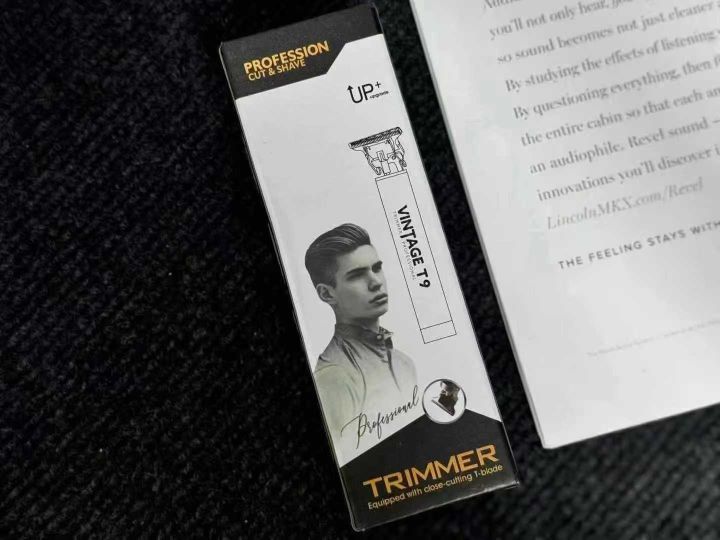 PROFESSION
CUT & SHAVE
UP+
VINTAGE T9
Professional
TRIMMER
Equipped with close-cutting T-blade
you'll not only hear,
so sound becomes not just cleaner
By studying the effects of listening
By questioning everything, then
the entire cabin so that each
an audiophile. Revel sound
innovations you'll discover
LincolnMKX.com/Revel
THE FEELING STAYS WITH